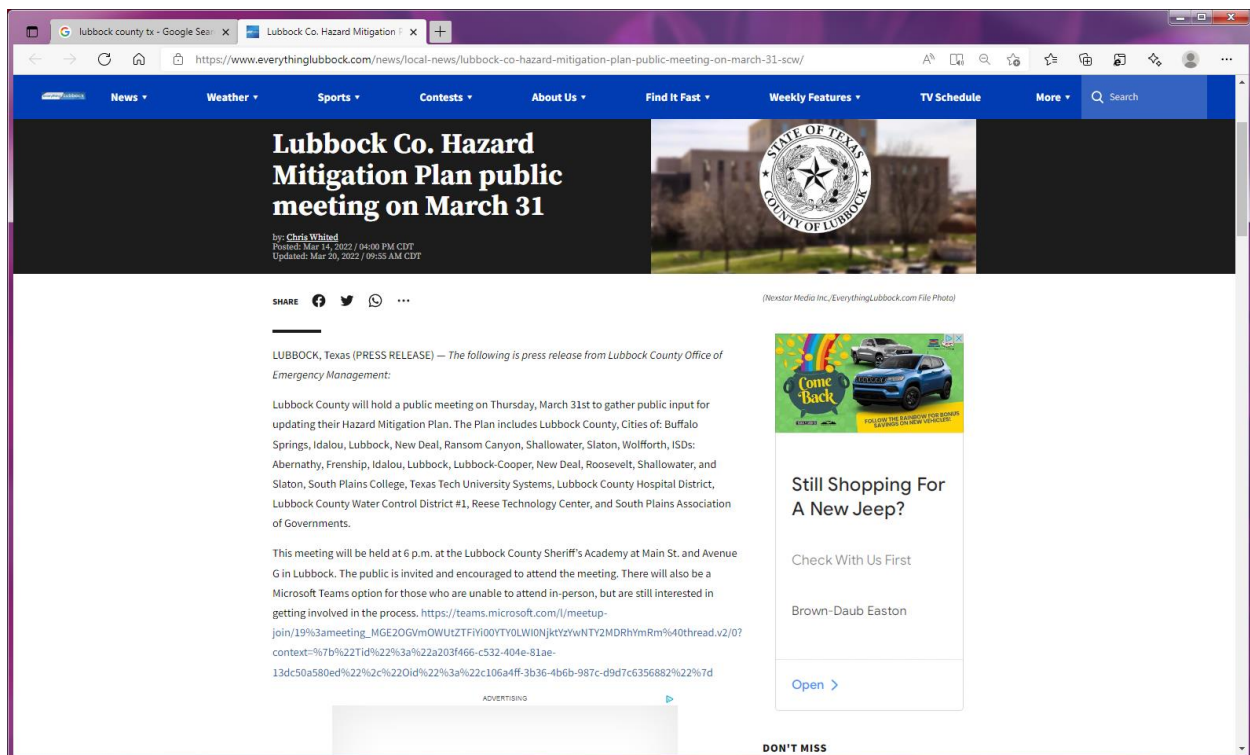 lubbock county tx - Google Sear
Lubbock Co. Hazard Mitigation P
https://www.everythinglubbock.com/news/local-news/lubbock-co-hazard-mitigation-plan-public-meeting-on-march-31-scw/
News
Weather
Sports
Contests
About Us
Find It Fast
Weekly Features
TV Schedule
More
Search
Lubbock Co. Hazard
Mitigation Plan public
meeting on March 31
by: Chris Whited
Posted: Mar 14, 2022 / 04:00 PM CDT
Updated: Mar 20, 2022 / 09:55 AM CDT
STATE OF TEXAS
COUNTY OF LUBBOCK
SHARE
(Nexstar Media Inc./EverythingLubbock.com File Photo)
LUBBOCK, Texas (PRESS RELEASE) — The following is press release from Lubbock County Office of
Emergency Management:
Lubbock County will hold a public meeting on Thursday, March 31st to gather public input for
updating their Hazard Mitigation Plan. The Plan includes Lubbock County, Cities of: Buffalo
Springs, Idalou, Lubbock, New Deal, Ransom Canyon, Shallowater, Slaton, Wolfforth, ISDs:
Abernathy, Frenship, Idalou, Lubbock, Lubbock-Cooper, New Deal, Roosevelt, Shallowater, and
Slaton, South Plains College, Texas Tech University Systems, Lubbock County Hospital District,
Lubbock County Water Control District #1, Reese Technology Center, and South Plains Association
of Governments.
This meeting will be held at 6 p.m. at the Lubbock County Sheriff's Academy at Main St. and Avenue
G in Lubbock. The public is invited and encouraged to attend the meeting. There will also be a
Microsoft Teams option for those who are unable to attend in-person, but are still interested in
getting involved in the process. https://teams.microsoft.com/l/meetup-
join/19%3ameeting_MGE2OGVmOWUtZTFiYi00YTY0LWI0NjktYzYwNTY2MDRhYmRm%40thread.v2/0?
context=%7b%22Tid%22%3a%22a203f466-c532-404e-81ae-
13dc50a580ed%22%2c%22Oid%22%3a%22c106a4ff-3b36-4b6b-987c-d9d7c6356882%22%7d
ADVERTISING
Come
Back
FOLLOW THE RAINBOW FOR BONUS
SAVINGS ON NEW VEHICLES!
Still Shopping For
A New Jeep?
Check With Us First
Brown-Daub Easton
Open
DON'T MISS